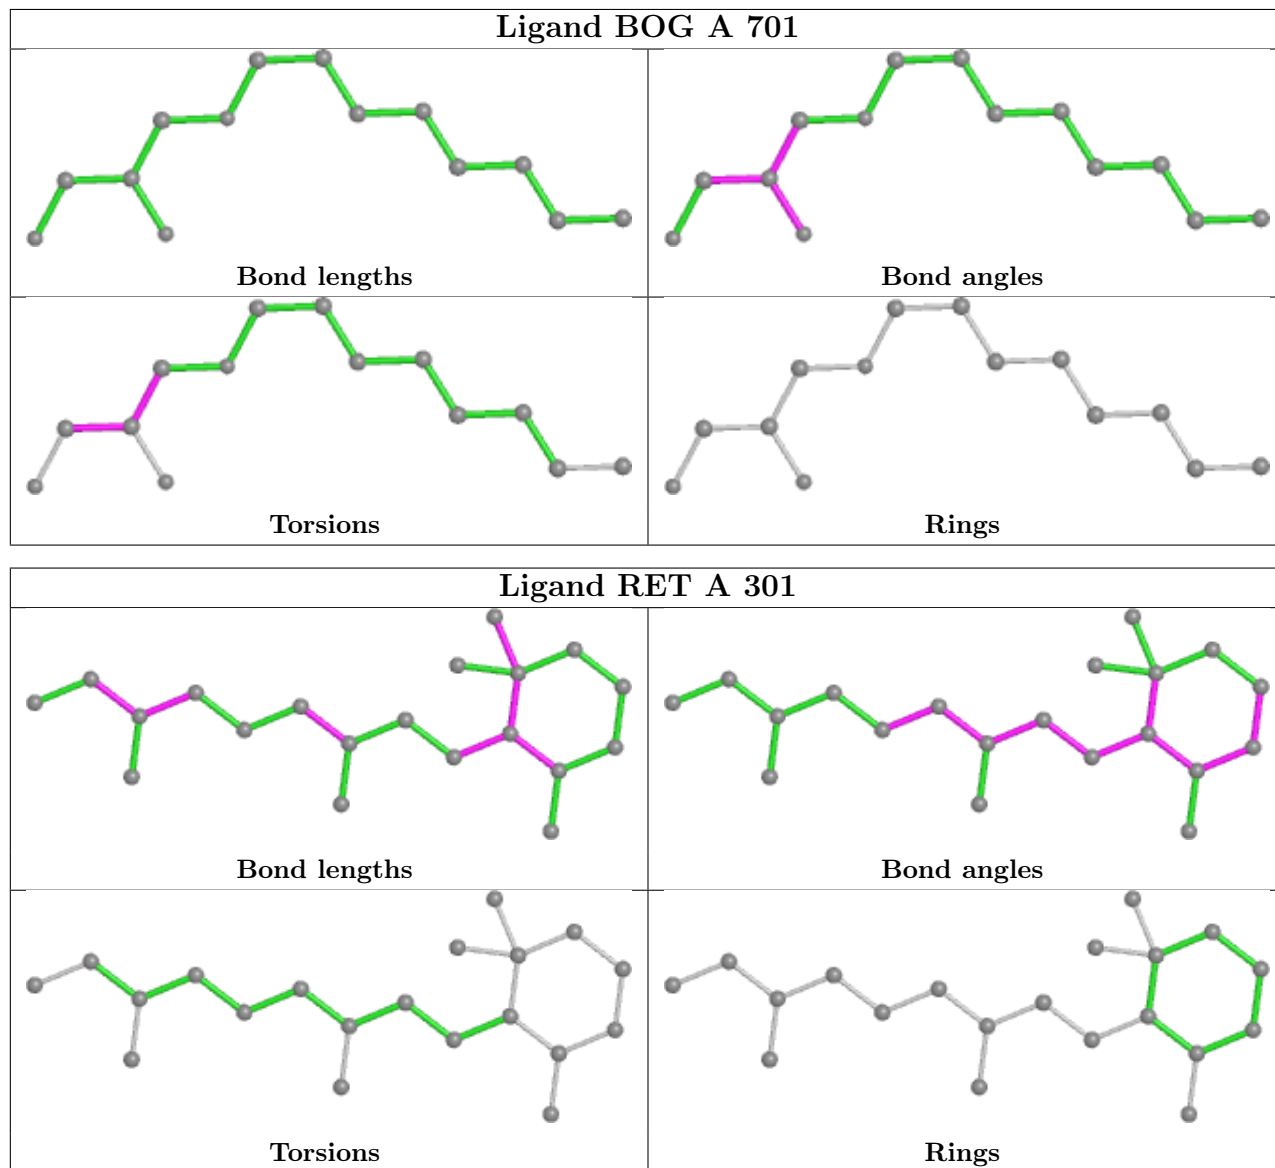 Ligand BOG A 701
Bond lengths
Bond angles
Torsions
Rings
Ligand RET A 301
Bond lengths
Bond angles
Torsions
Rings